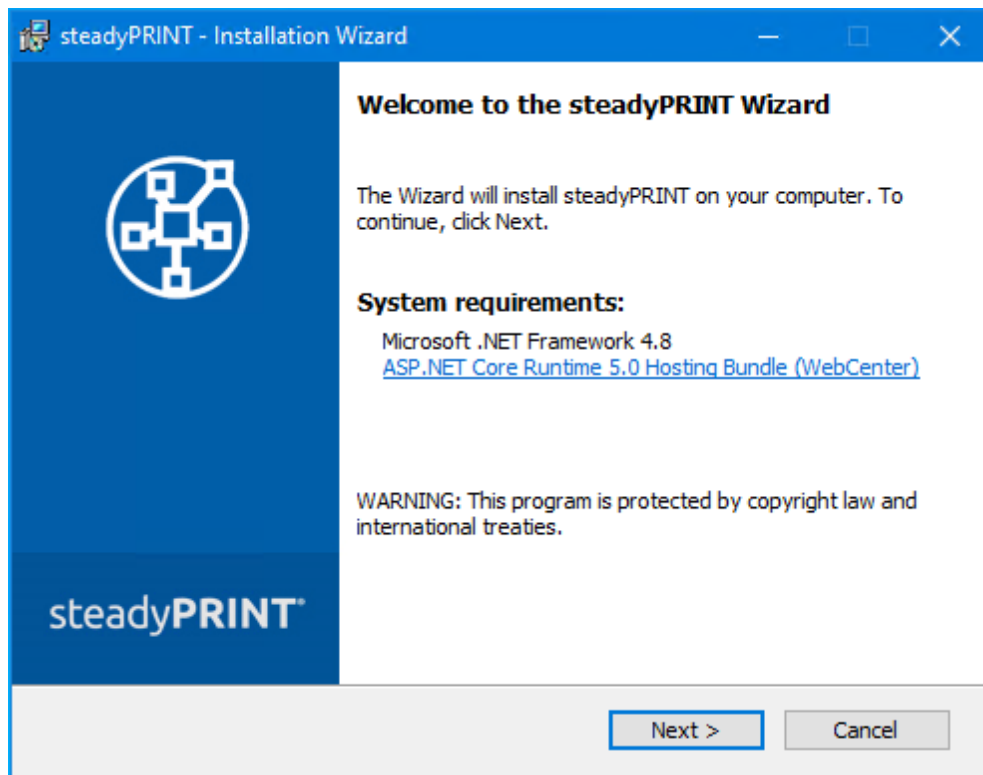 steadyPRINT - Installation Wizard
Welcome to the steadyPRINT Wizard
The Wizard will install steadyPRINT on your computer. To
continue, click Next.
System requirements:
Microsoft .NET Framework 4.8
ASP.NET Core Runtime 5.0 Hosting Bundle (WebCenter)
WARNING: This program is protected by copyright law and
international treaties.
steadyPRINT®
Next >
Cancel